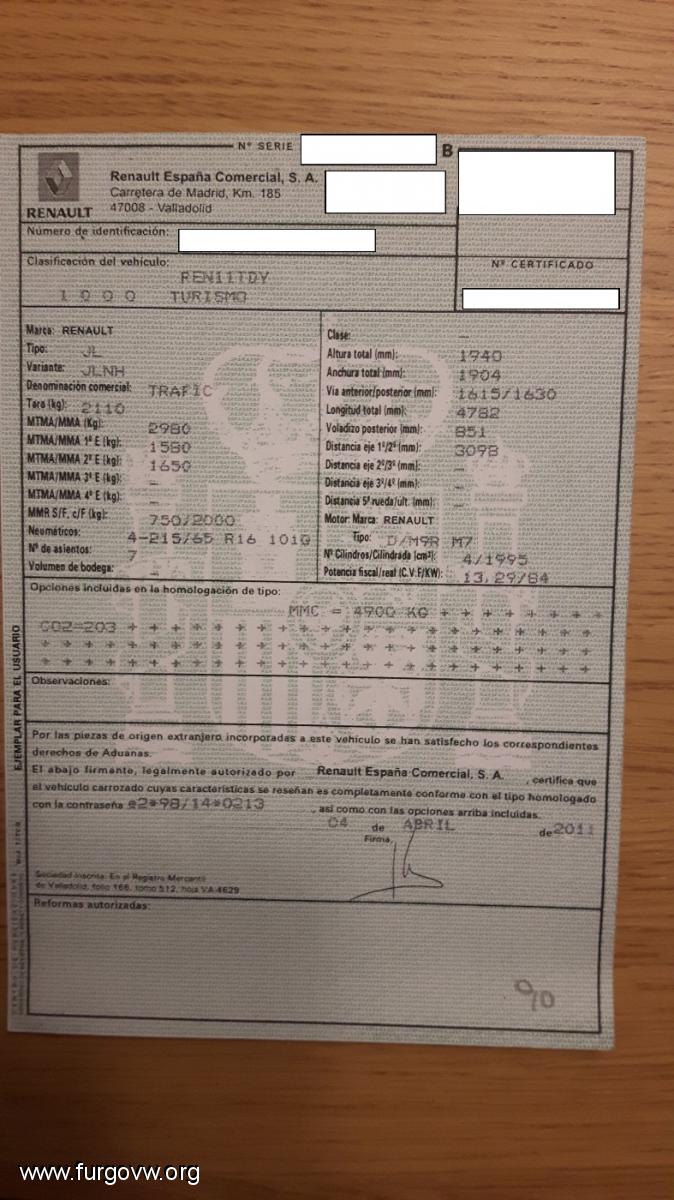 Nº SERIE B
Renault España Comercial, S. A.
Carretera de Madrid, Km. 185
47008 - Valladolid
RENAULT
Número de identificación:
Clasificación del vehículo:
Nº CERTIFICADO
REN11TDY
1 0 0 0 TURISMO
Marca: RENAULT
Tipo: JL
Variante: JLNH
Denominación comercial: TRAFIC
Tara (kg): 2110
MTMA/MMA (Kg): 2980
MTMA/MMA 1º E (kg): 1580
MTMA/MMA 2º E (kg): 1650
MTMA/MMA 3º E (kg): -
MTMA/MMA 4º E (kg): -
MMR S/F, c/F (kg): 750/2000
Neumáticos: 4-215/65 R16 101Q
Nº de asientos: 7
Volumen de bodega: -
Clase: -
Altura total (mm): 1940
Anchura total (mm): 1904
Vía anterior/posterior (mm): 1615/1630
Longitud total (mm): 4782
Voladizo posterior (mm): 851
Distancia eje 1º/2º (mm): 3098
Distancia eje 2º/3º (mm): -
Distancia eje 3º/4º (mm): -
Distancia 5ª rueda/últ. (mm): -
Motor: Marca: RENAULT
Tipo: D/M9R M7
Nº Cilindros/Cilindrada (cm³): 4/1995
Potencia fiscal/real (C.V.F/KW): 13,29/84
Opciones incluidas en la homologación de tipo:
MMC = 4900 KG + + + + + + + +
CO2=203 + + + + + + + + + + + + + + + + + + + + +
+ + + + + + + + + + + + + + + + + + + + + + + + +
+ + + + + + + + + + + + + + + + + + + + + + + + +
Observaciones:
Por las piezas de origen extranjero incorporadas a este vehículo se han satisfecho los correspondientes
derechos de Aduanas.
El abajo firmante, legalmente autorizado por Renault España Comercial, S. A. , certifica que
el vehículo carrozado cuyas características se reseñan es completamente conforme con el tipo homologado
con la contraseña e2*98/14*0213 , así como con las opciones arriba incluidas.
04 de ABRIL de 2011
Firma,
Sociedad Inscrita: En el Registro Mercantil
de Valladolid, folio 166, tomo 512, hoja VA-4629
Reformas autorizadas:
EJEMPLAR PARA EL USUARIO
www.furgovw.org